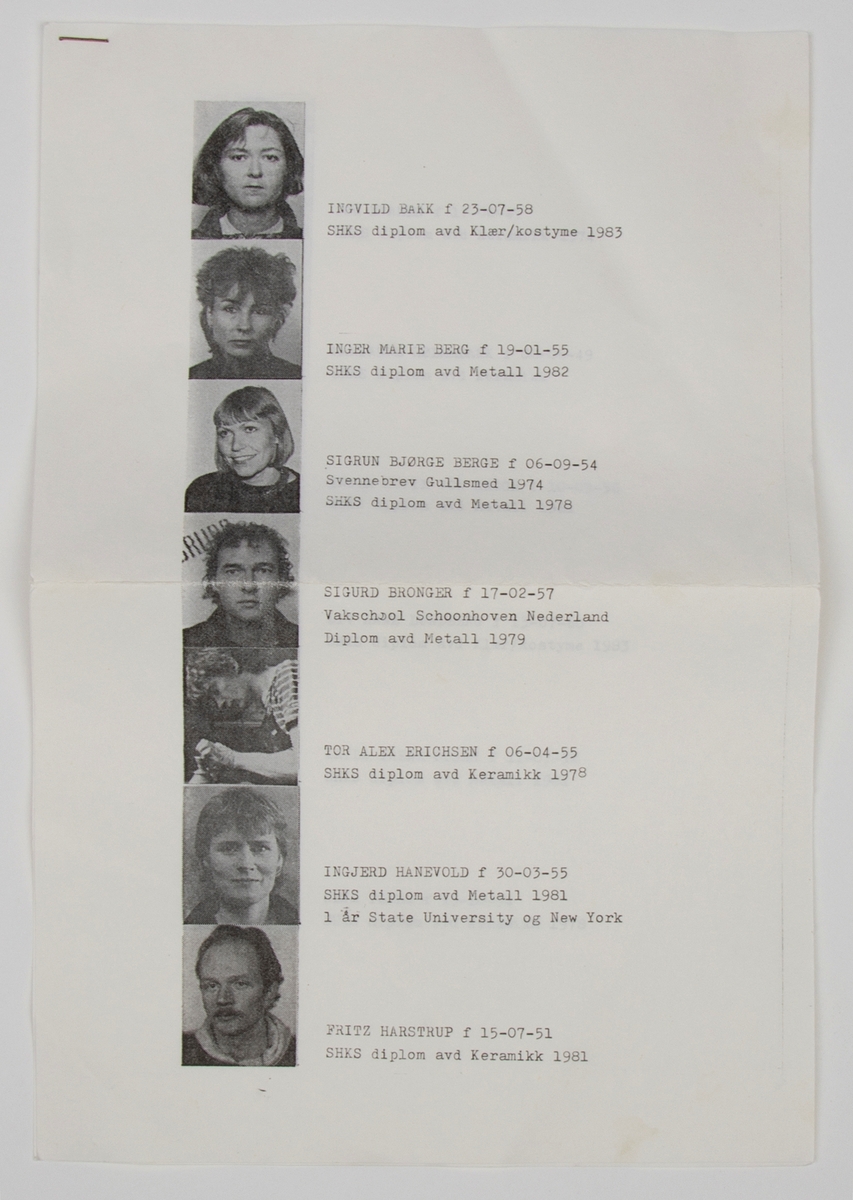 INGVILD BAKK f 23-07-58
SHKS diplom avd Klær/kostyme 1983
INGER MARIE BERG f 19-01-55
SHKS diplom avd Metall 1982
SIGRUN BJØRGE BERGE f 06-09-54
Svennebrev Gullsmed 1974
SHKS diplom avd Metall 1978
SIGURD BRONGER f 17-02-57
Vakschool Schoonhoven Nederland
Diplom avd Metall 1979
TOR ALEX ERICHSEN f 06-04-55
SHKS diplom avd Keramikk 1978
INGJERD HANEVOLD f 30-03-55
SHKS diplom avd Metall 1981
1 år State University og New York
FRITZ HARSTRUP f 15-07-51
SHKS diplom avd Keramikk 1981